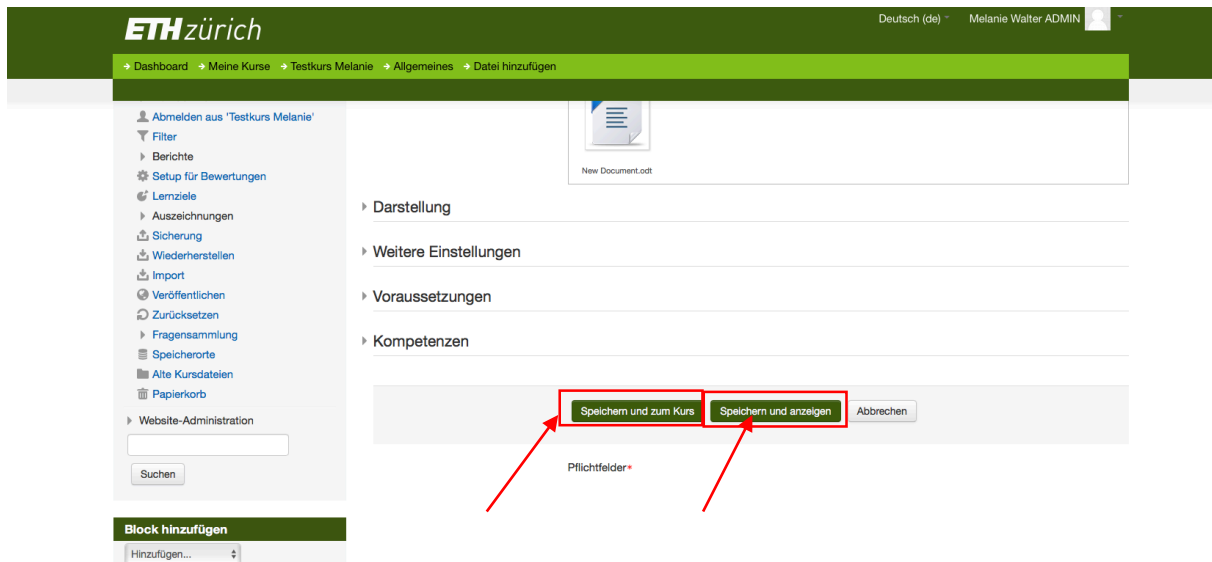 ETH zürich
Deutsch (de)
Melanie Walter ADMIN
Dashboard Meine Kurse Testkurs Melanie Allgemeines Datei hinzufügen
Abmelden aus 'Testkurs Melanie'
Filter
Berichte
Setup für Bewertungen
Lernziele
Auszeichnungen
Sicherung
Wiederherstellen
Import
Veröffentlichen
Zurücksetzen
Fragensammlung
Speicherorte
Alte Kursdateien
Papierkorb
Website-Administration
Suchen
Block hinzufügen
Hinzufügen...
New Document.odt
Darstellung
Weitere Einstellungen
Voraussetzungen
Kompetenzen
Speichern und zum Kurs Speichern und anzeigen Abbrechen
Pflichtfelder*